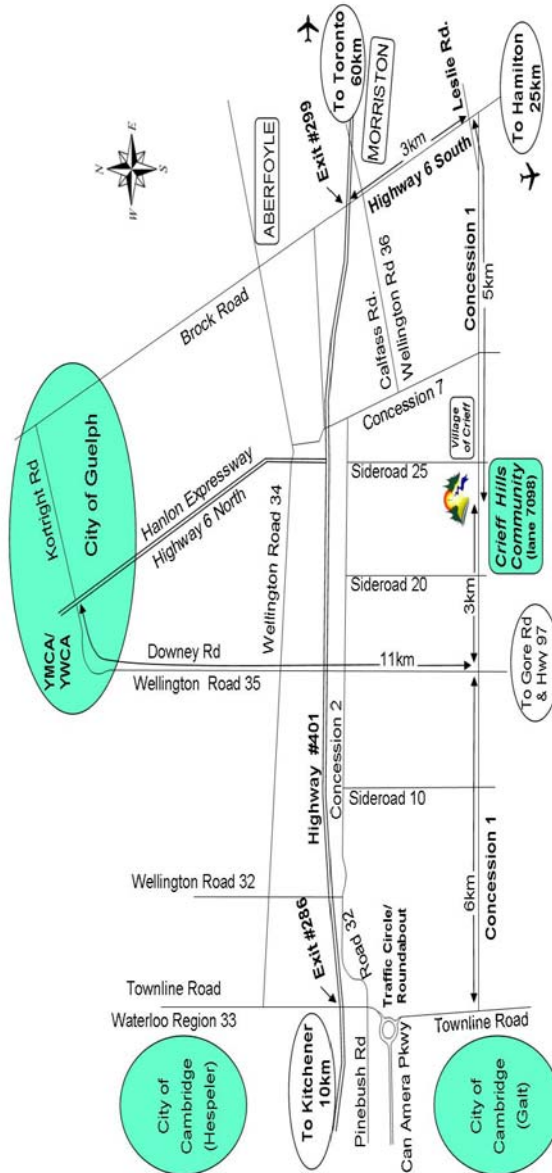 N
E
S
W
City of Guelph
Kortright Rd
YMCA/
YWCA
Hanlon Expressway
Highway 6 North
Brock Road
ABERFOYLE
Exit #299
To Toronto
60km
MORRISTON
3km
Highway 6 South
Leslie Rd.
To Hamilton
25km
Calfass Rd.
Wellington Rd 36
Concession 7
Concession 1
5km
Village
of Crieff
Crieff Hills
Community
(lane 7098)
Sideroad 25
Sideroad 20
3km
Wellington Road 34
Downey Rd
11km
Wellington Road 35
To Gore Rd
& Hwy 97
Highway #401
Concession 2
Sideroad 10
6km
Concession 1
Wellington Road 32
Exit #286
Road 32
Traffic Circle/
Roundabout
Townline Road
Waterloo Region 33
Townline Road
City of
Cambridge
(Hespeler)
To Kitchener
10km
Pinebush Rd
Can Amera Pkwy
City of
Cambridge
(Galt)